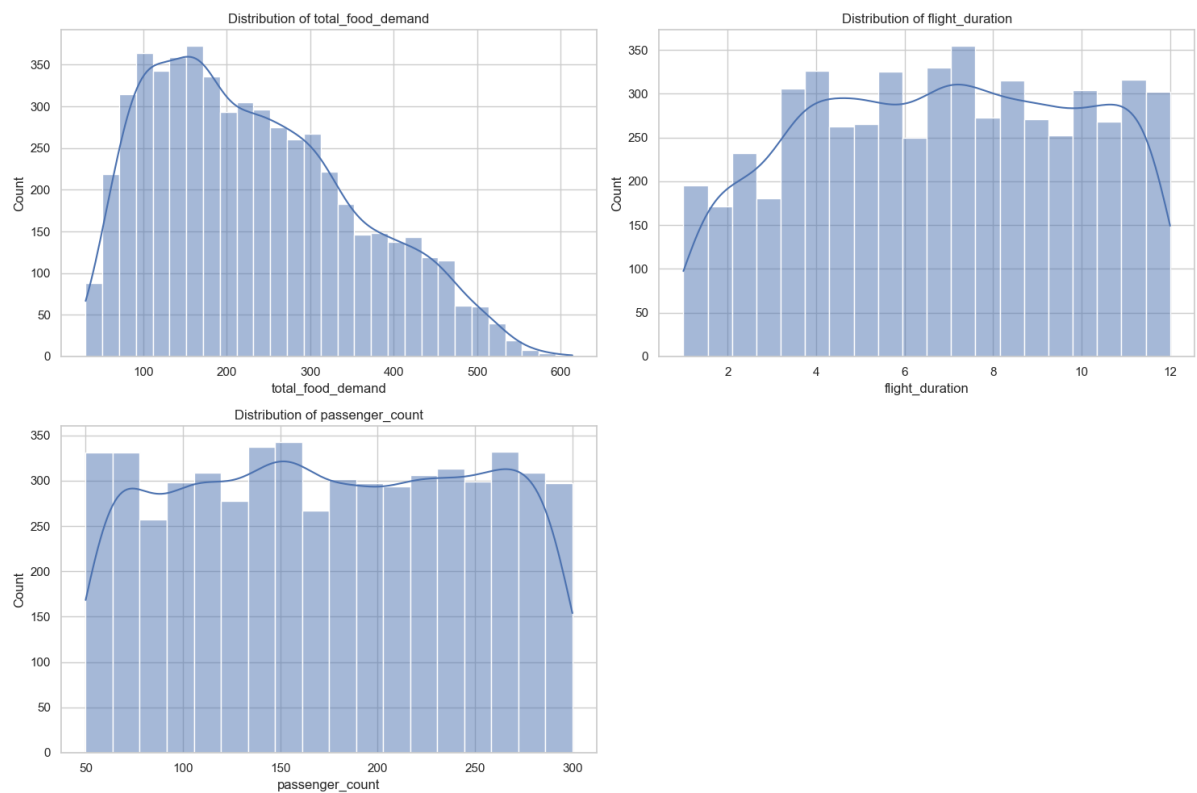 Distribution of total_food_demand
Count
350
300
250
200
150
100
50
0
100 200 300 400 500 600
total_food_demand
Distribution of flight_duration
Count
350
300
250
200
150
100
50
0
2 4 6 8 10 12
flight_duration
Distribution of passenger_count
Count
350
300
250
200
150
100
50
0
50 100 150 200 250 300
passenger_count